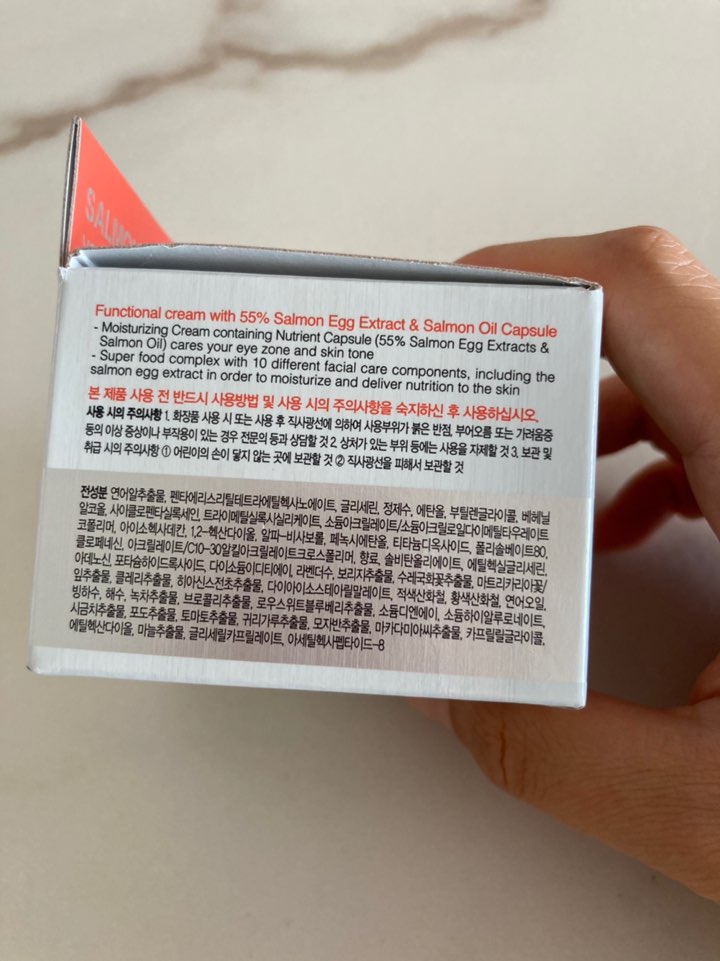 SALMO
Functional cream with 55% Salmon Egg Extract & Salmon Oil Capsule
- Moisturizing Cream containing Nutrient Capsule (55% Salmon Egg Extracts &
Salmon Oil) cares your eye zone and skin tone
- Super food complex with 10 different facial care components, including the
salmon egg extract in order to moisturize and deliver nutrition to the skin
본 제품 사용 전 반드시 사용방법 및 사용 시의 주의사항을 숙지하신 후 사용하십시오.
사용 시의 주의사항 1. 화장품 사용 시 또는 사용 후 직사광선에 의하여 사용부위가 붉은 반점, 부어오름 또는 가려움증
등의 이상 증상이나 부작용이 있는 경우 전문의 등과 상담할 것 2. 상처가 있는 부위 등에는 사용을 자제할 것 3. 보관 및
취급 시의 주의사항 ① 어린이의 손이 닿지 않는 곳에 보관할 것 ② 직사광선을 피해서 보관할 것
전성분 연어알추출물, 펜타에리스리틸테트라에틸헥사노에이트, 글리세린, 정제수, 에탄올, 부틸렌글라이콜, 베헤닐
알코올, 사이클로펜타실록세인, 트라이메틸실록시실리케이트, 소듐아크릴레이트/소듐아크릴로일다이메틸타우레이트
코폴리머, 아이소헥사데칸, 1,2-헥산다이올, 알파-비사보롤, 페녹시에탄올, 티타늄디옥사이드, 폴리솔베이트80,
클로페네신, 아크릴레이트/C10-30알킬아크릴레이트크로스폴리머, 향료, 솔비탄올리에이트, 에틸헥실글리세린,
아데노신, 포타슘하이드록사이드, 다이소듐이디티에이, 라벤더수, 보리지추출물, 수레국화꽃추출물, 마트리카리아꽃/
잎추출물, 클레리추출물, 히아신스전초추출물, 다이아이소스테아릴말레이트, 적색산화철, 황색산화철, 연어오일,
빙하수, 해수, 녹차추출물, 브로콜리추출물, 로우스위트블루베리추출물, 소듐디엔에이, 소듐하이알루로네이트,
시금치추출물, 포도추출물, 토마토추출물, 귀리가루추출물, 모자반추출물, 마카다미아씨추출물, 카프릴릴글라이콜,
에틸헥산다이올, 마늘추출물, 글리세릴카프릴레이트, 아세틸헥사펩타이드-8